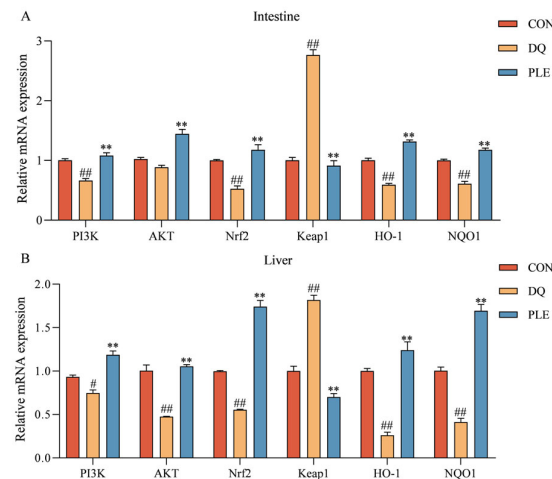 A
Intestine
CON
DQ
PLE
Relative mRNA expression
3
2
1
0
## ** ** ## ** ## ** ## ** ## **
PI3K AKT Nrf2 Keap1 HO-1 NQO1
B
Liver
CON
DQ
PLE
Relative mRNA expression
2.0
1.5
1.0
0.5
0.0
# ** ## ** ## ** ## ** ## ** ## **
PI3K AKT Nrf2 Keap1 HO-1 NQO1